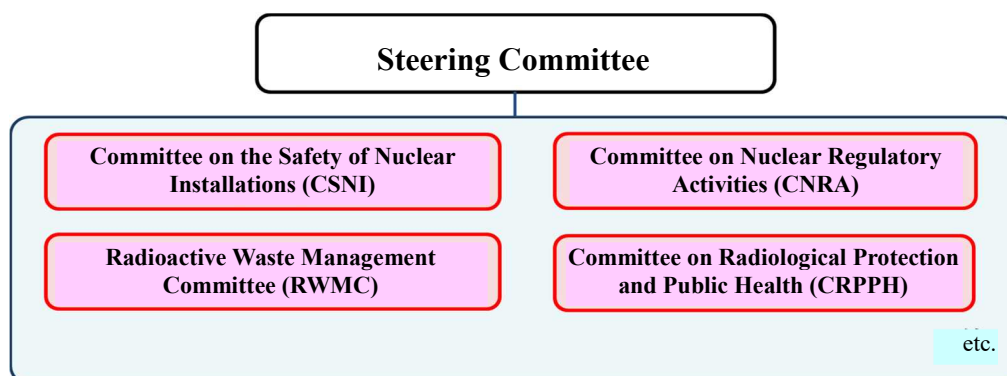 Steering Committee
Committee on the Safety of Nuclear
Installations (CSNI)
Committee on Nuclear Regulatory
Activities (CNRA)
Radioactive Waste Management
Committee (RWMC)
Committee on Radiological Protection
and Public Health (CRPPH)
etc.